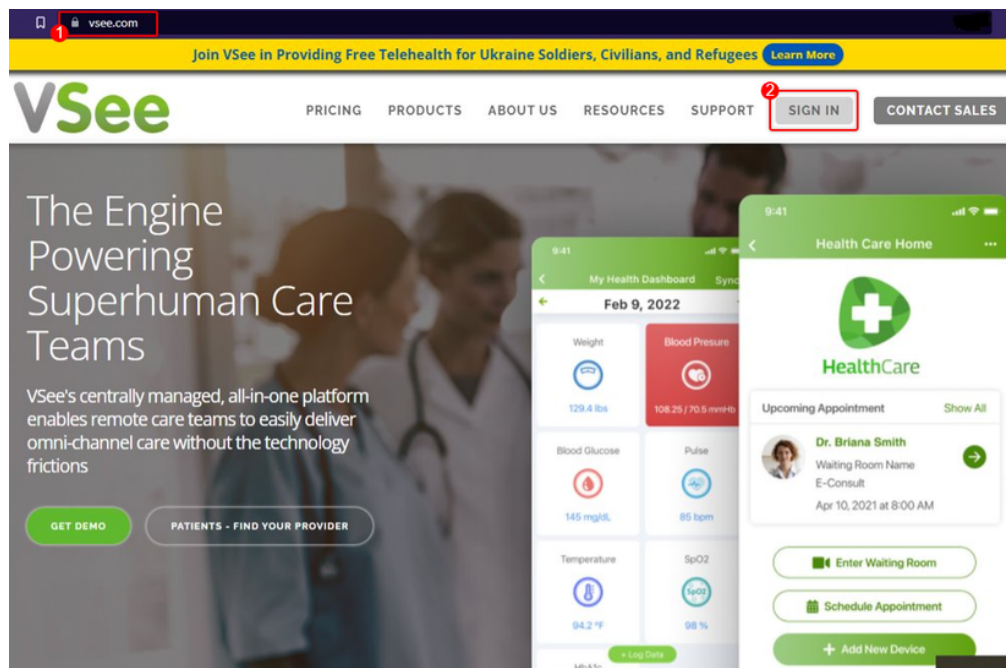 1
vsee.com
Join VSee in Providing Free Telehealth for Ukraine Soldiers, Civilians, and Refugees Learn More
VSee
PRICING PRODUCTS ABOUT US RESOURCES SUPPORT 2 SIGN IN CONTACT SALES
The Engine
Powering
Superhuman Care
Teams
VSee's centrally managed, all-in-one platform
enables remote care teams to easily deliver
omni-channel care without the technology
frictions
GET DEMO PATIENTS - FIND YOUR PROVIDER
9:41
My Health Dashboard Sync
Feb 9, 2022
Weight Blood Presure
129.4 lbs 108.25 / 70.5 mmHb
Blood Glucose Pulse
145 mg/dL 85 bpm
Temperature SpO2
SpO2
94.2 °F 98 %
+ Log Data
HbA1c
9:41
Health Care Home
HealthCare
Upcoming Appointment Show All
Dr. Briana Smith
Waiting Room Name
E-Consult
Apr 10, 2021 at 8:00 AM
Enter Waiting Room
Schedule Appointment
+ Add New Device